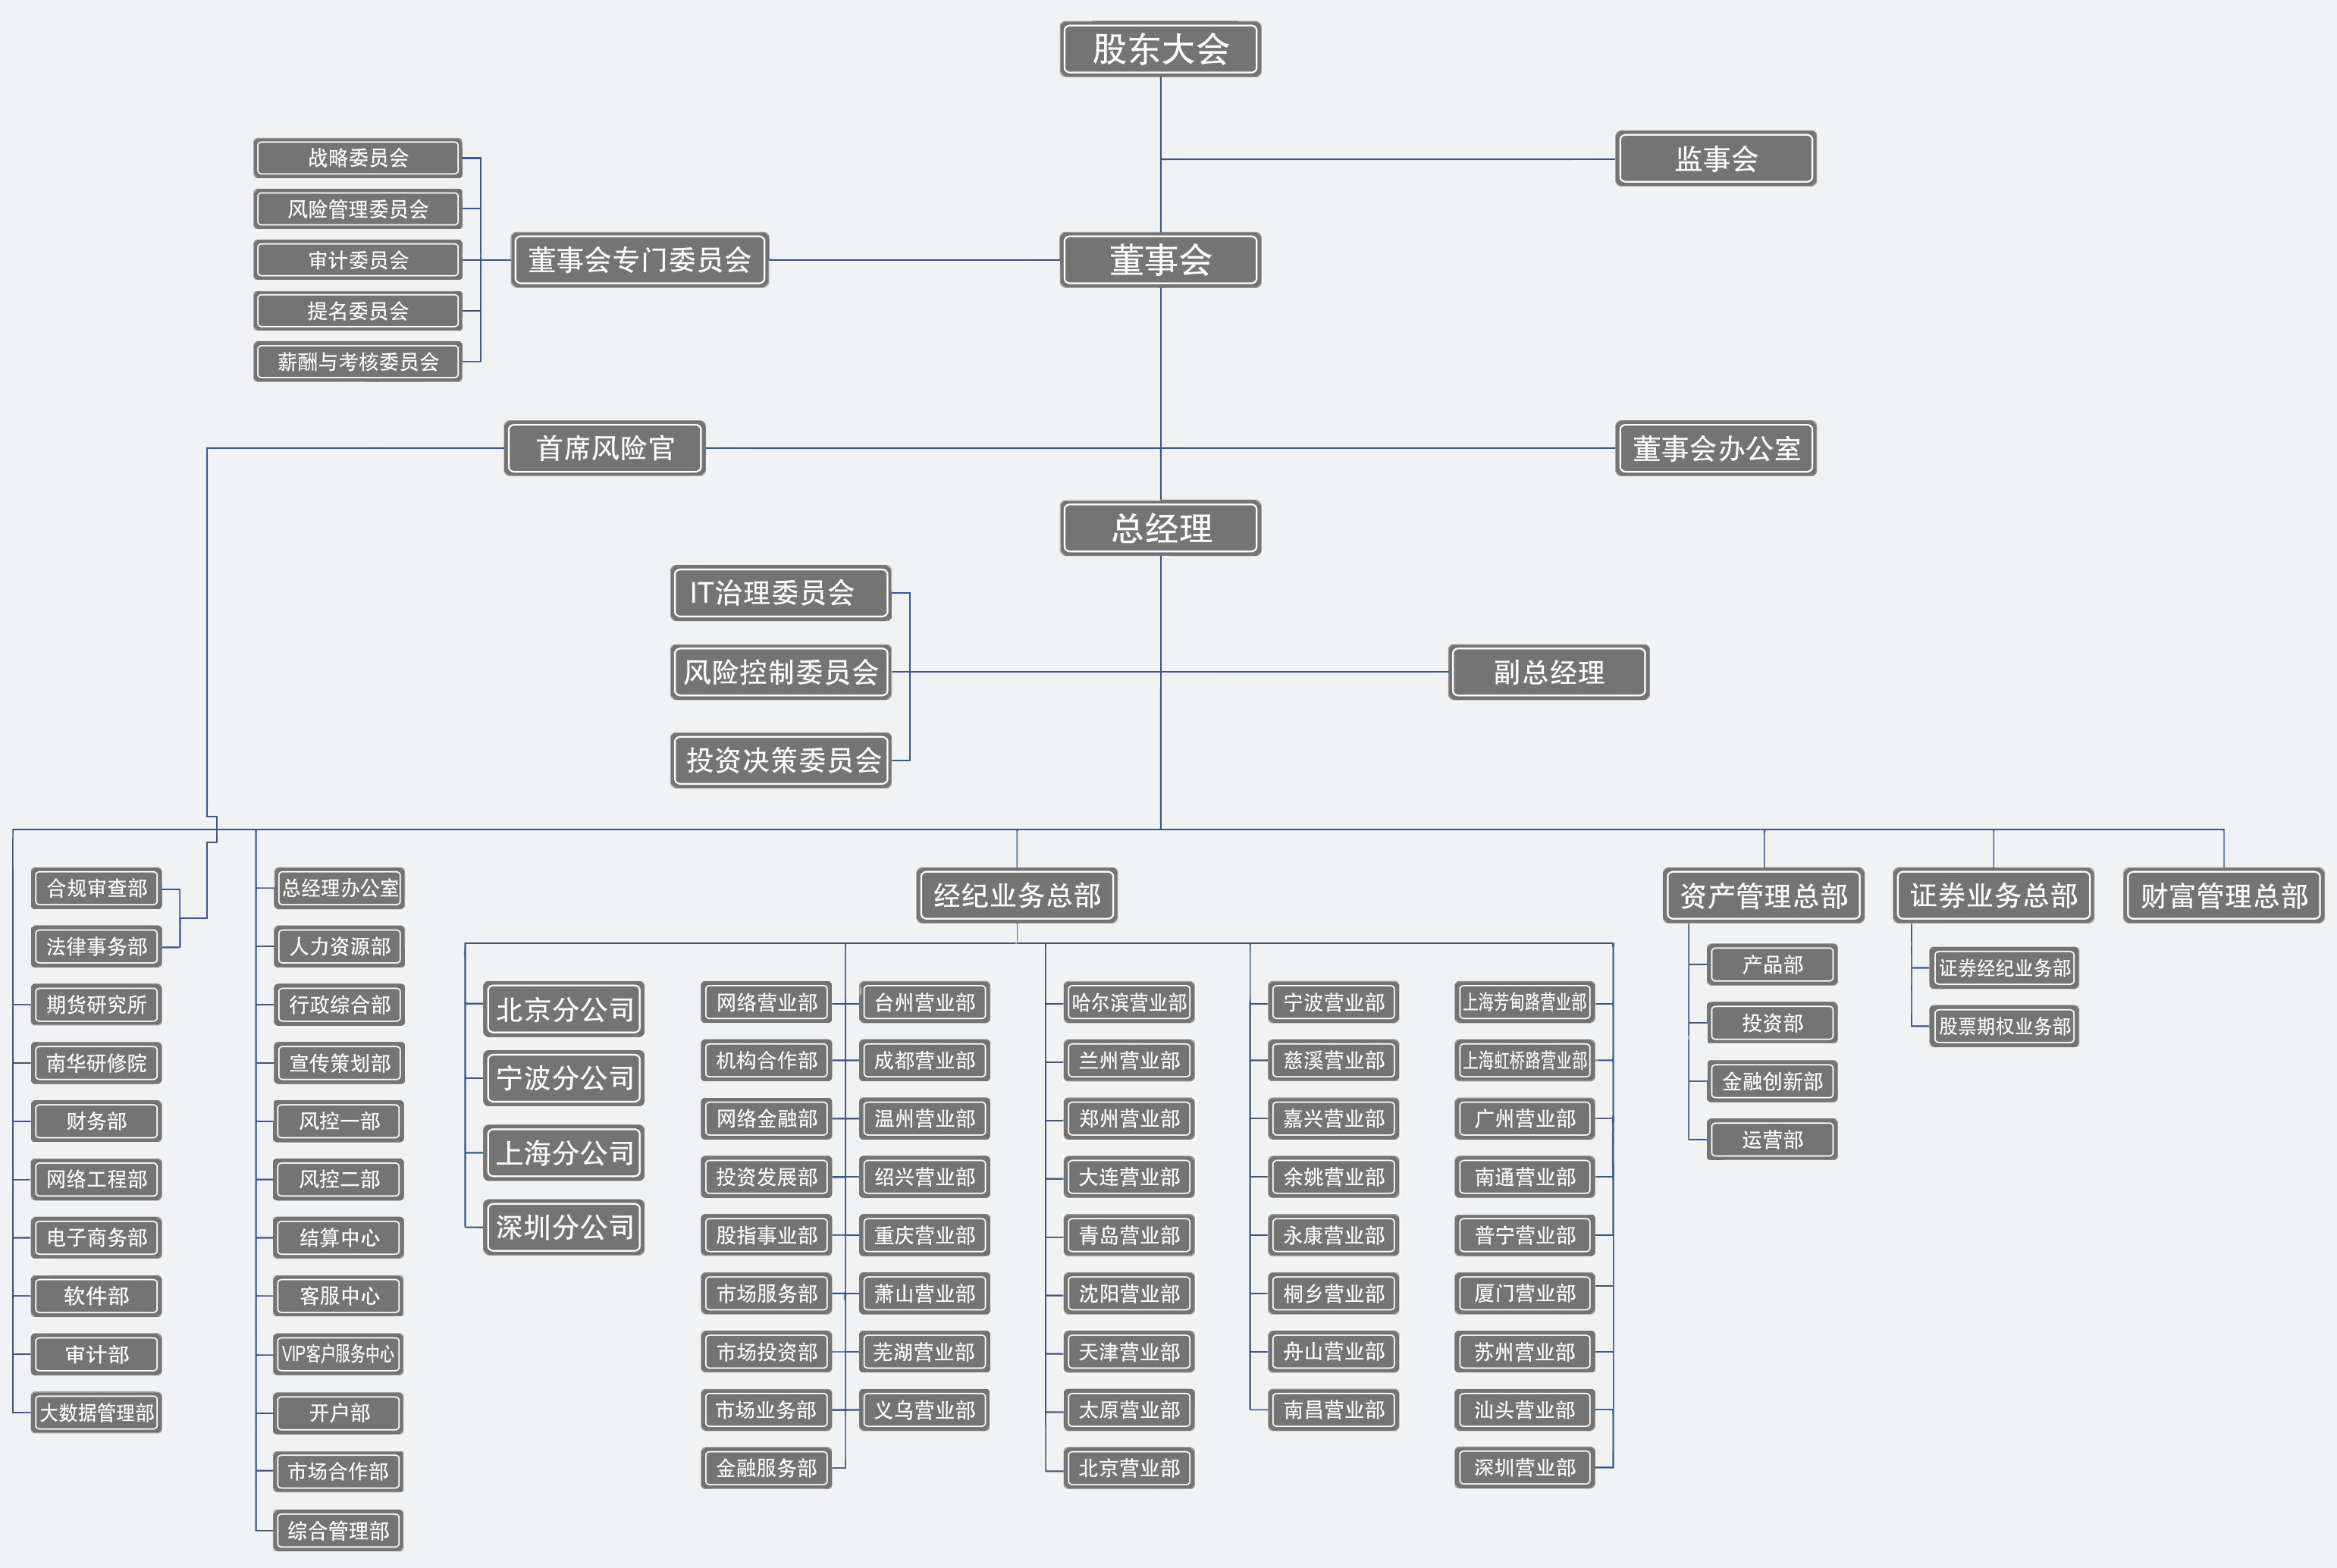 股东大会
监事会
战略委员会
风险管理委员会
审计委员会
提名委员会
薪酬与考核委员会
董事会专门委员会
董事会
首席风险官
董事会办公室
总经理
IT治理委员会
风险控制委员会
投资决策委员会
副总经理
合规审查部
法律事务部
期货研究所
南华研修院
财务部
网络工程部
电子商务部
软件部
审计部
大数据管理部
总经理办公室
人力资源部
行政综合部
宣传策划部
风控一部
风控二部
结算中心
客服中心
VIP客户服务中心
开户部
市场合作部
综合管理部
经纪业务总部
北京分公司
宁波分公司
上海分公司
深圳分公司
网络营业部
机构合作部
网络金融部
投资发展部
股指事业部
市场服务部
市场投资部
市场业务部
金融服务部
台州营业部
成都营业部
温州营业部
绍兴营业部
重庆营业部
萧山营业部
芜湖营业部
义乌营业部
哈尔滨营业部
兰州营业部
郑州营业部
大连营业部
青岛营业部
沈阳营业部
天津营业部
太原营业部
北京营业部
宁波营业部
慈溪营业部
嘉兴营业部
余姚营业部
永康营业部
桐乡营业部
舟山营业部
南昌营业部
上海芳甸路营业部
上海虹桥路营业部
广州营业部
南通营业部
普宁营业部
厦门营业部
苏州营业部
汕头营业部
深圳营业部
资产管理总部
产品部
投资部
金融创新部
运营部
证券业务总部
证券经纪业务部
股票期权业务部
财富管理总部